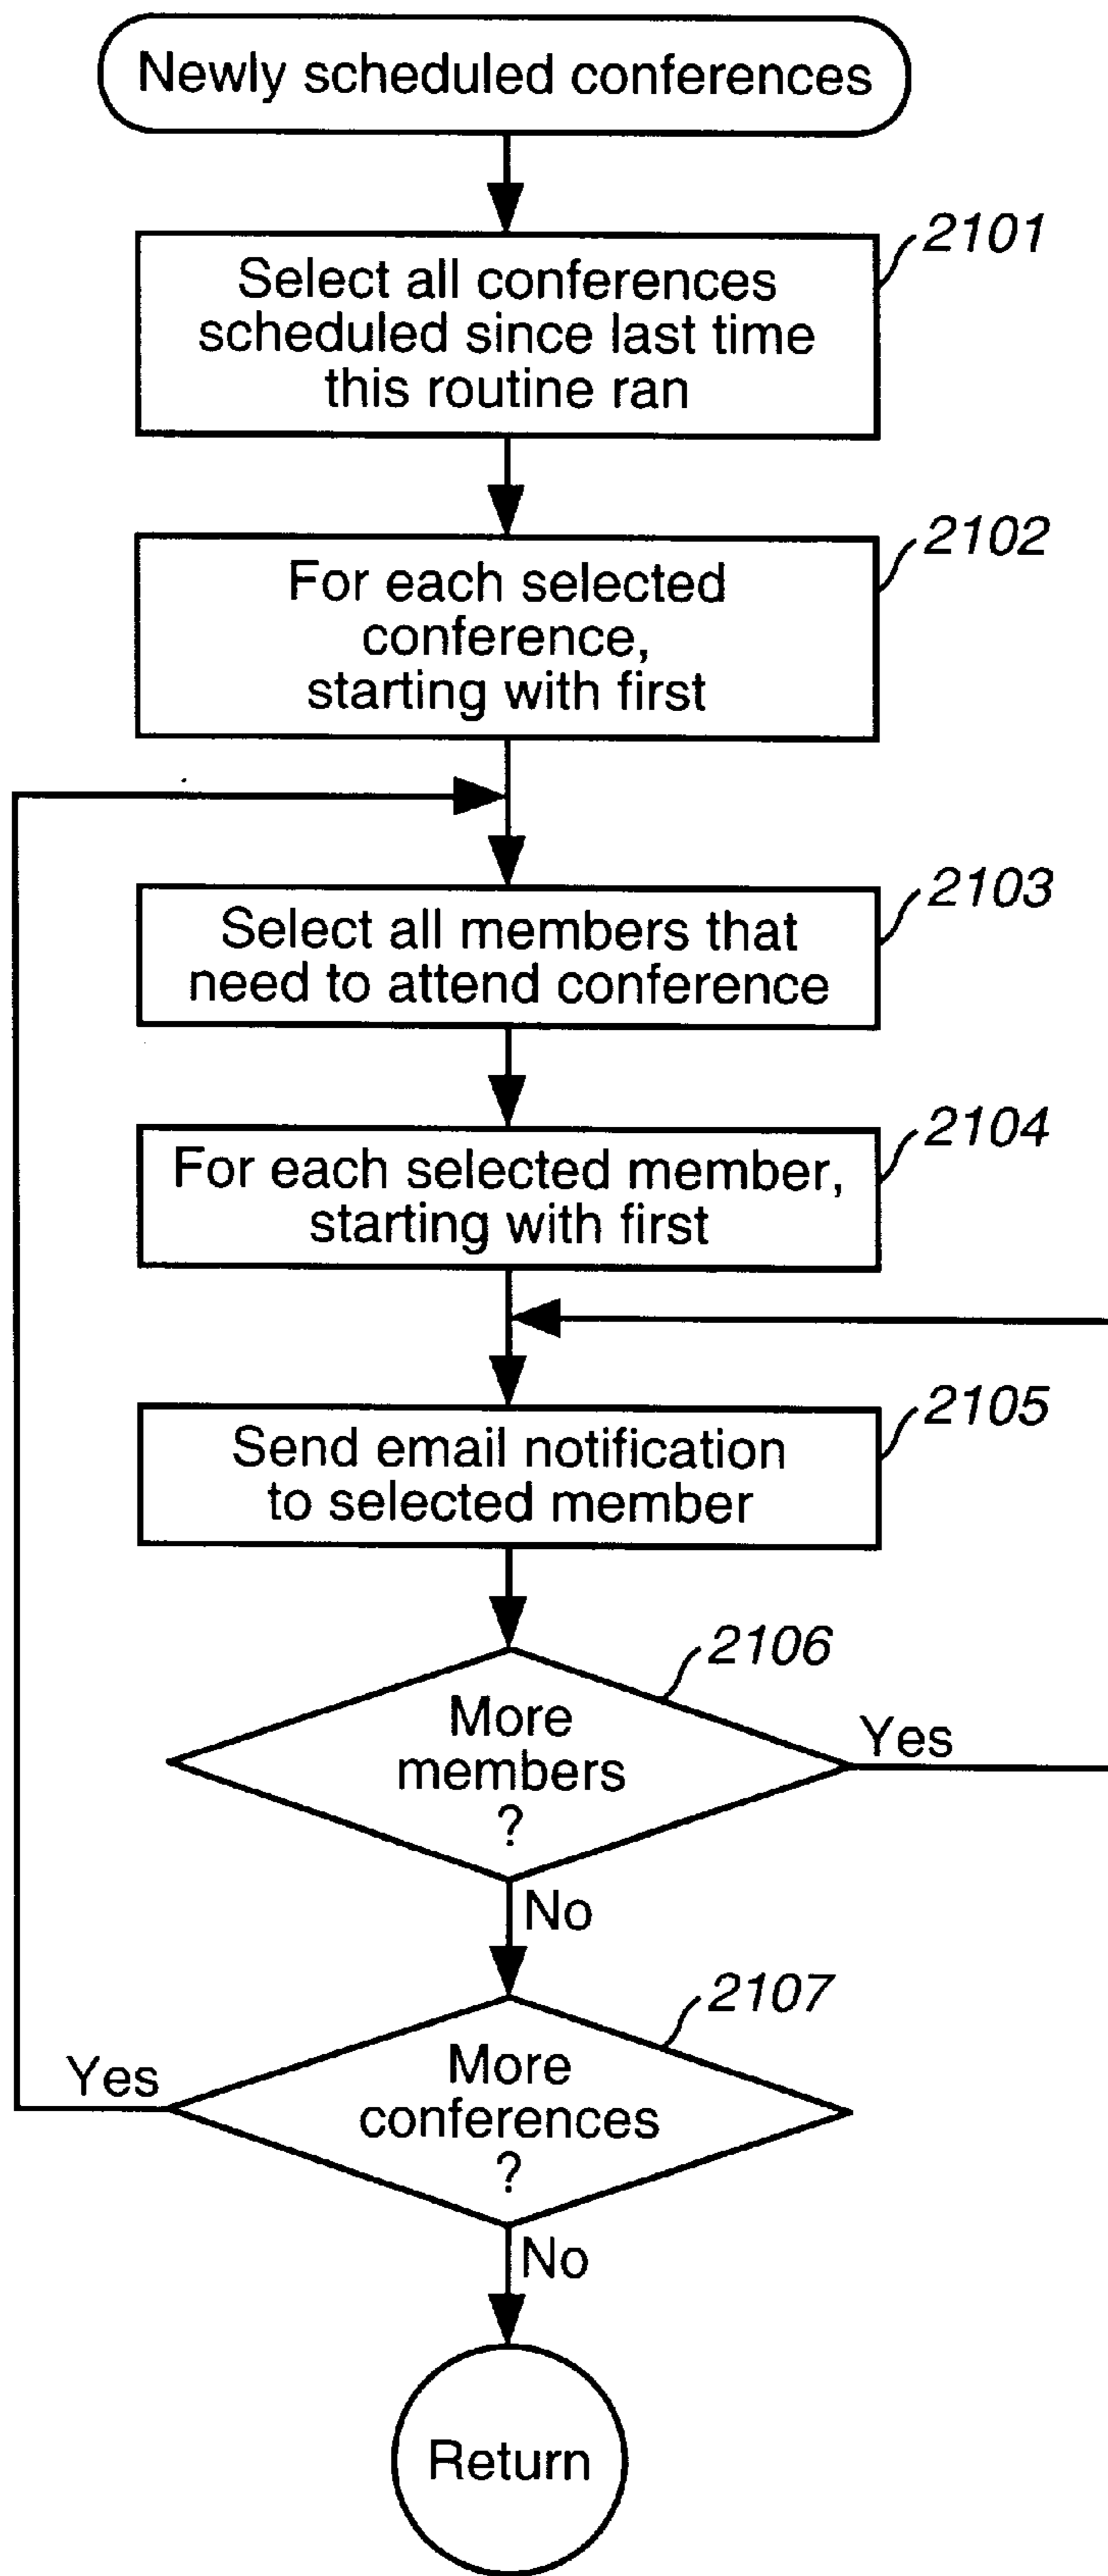 Newly scheduled conferences
2101
Select all conferences
scheduled since last time
this routine ran
2102
For each selected
conference,
starting with first
2103
Select all members that
need to attend conference
2104
For each selected member,
starting with first
2105
Send email notification
to selected member
2106
More
members
?
Yes
No
2107
More
conferences
?
Yes
No
Return